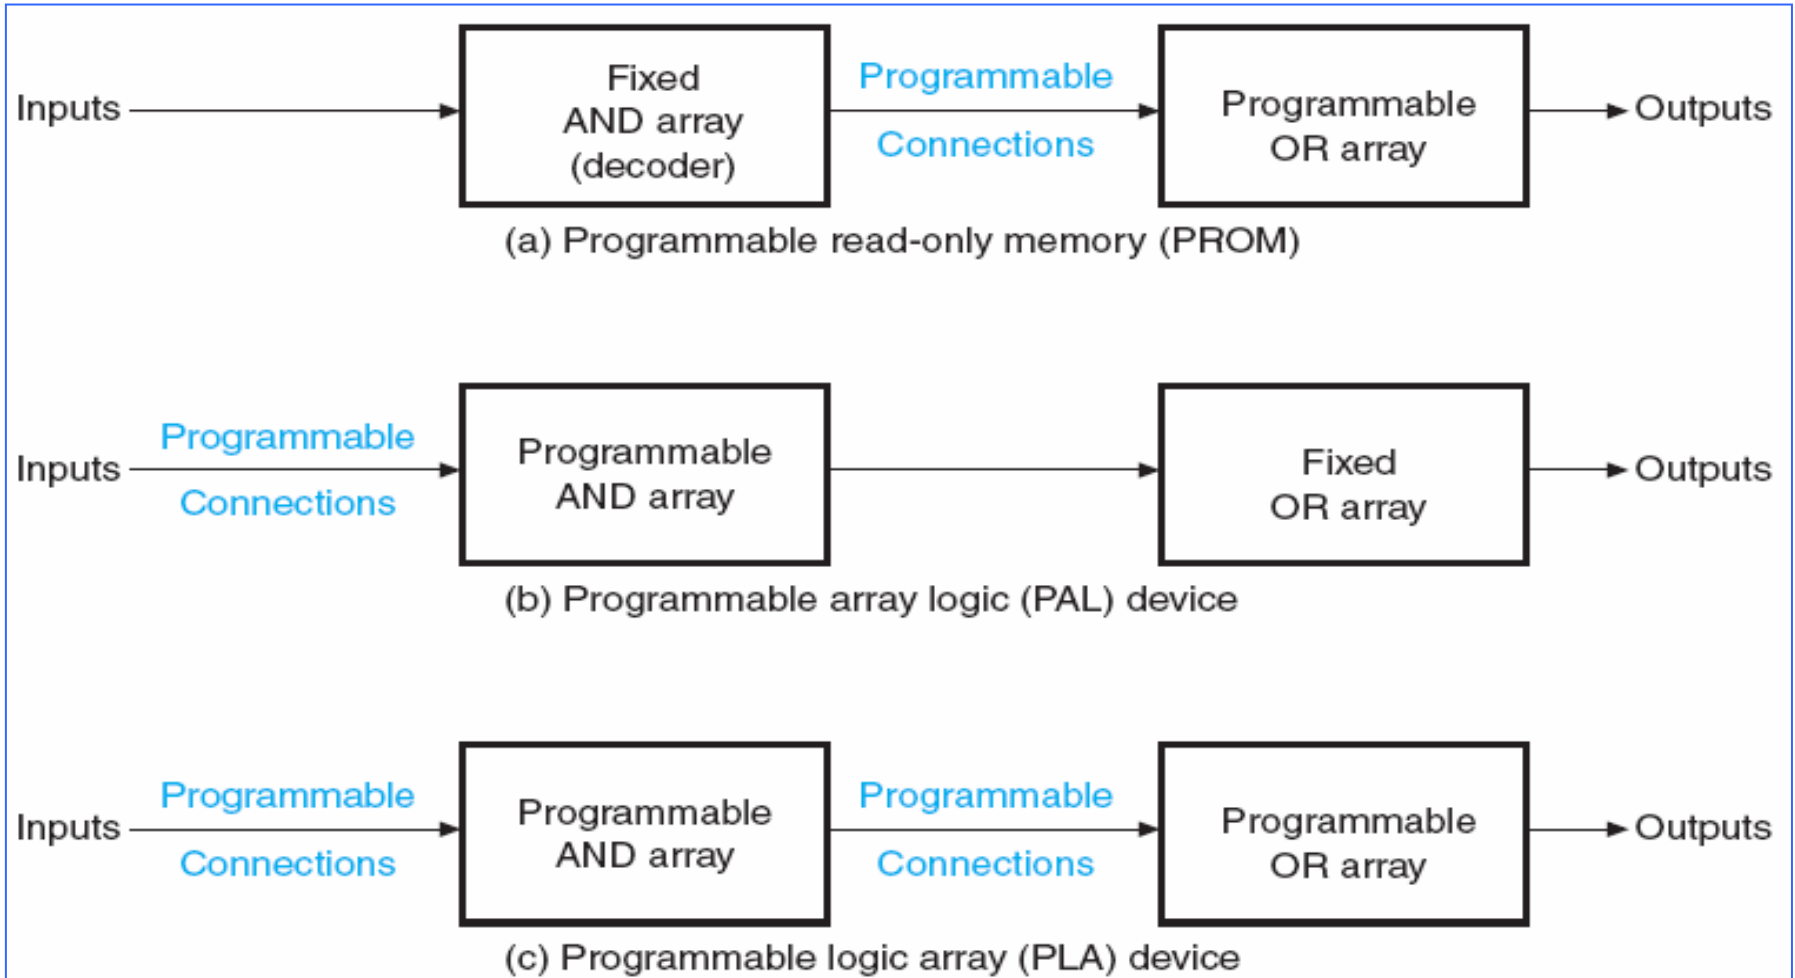 Inputs
Fixed
AND array
(decoder)
Programmable
Connections
Programmable
OR array
Outputs
(a) Programmable read-only memory (PROM)
Inputs
Programmable
Connections
Programmable
AND array
Fixed
OR array
Outputs
(b) Programmable array logic (PAL) device
Inputs
Programmable
Connections
Programmable
AND array
Programmable
Connections
Programmable
OR array
Outputs
(c) Programmable logic array (PLA) device